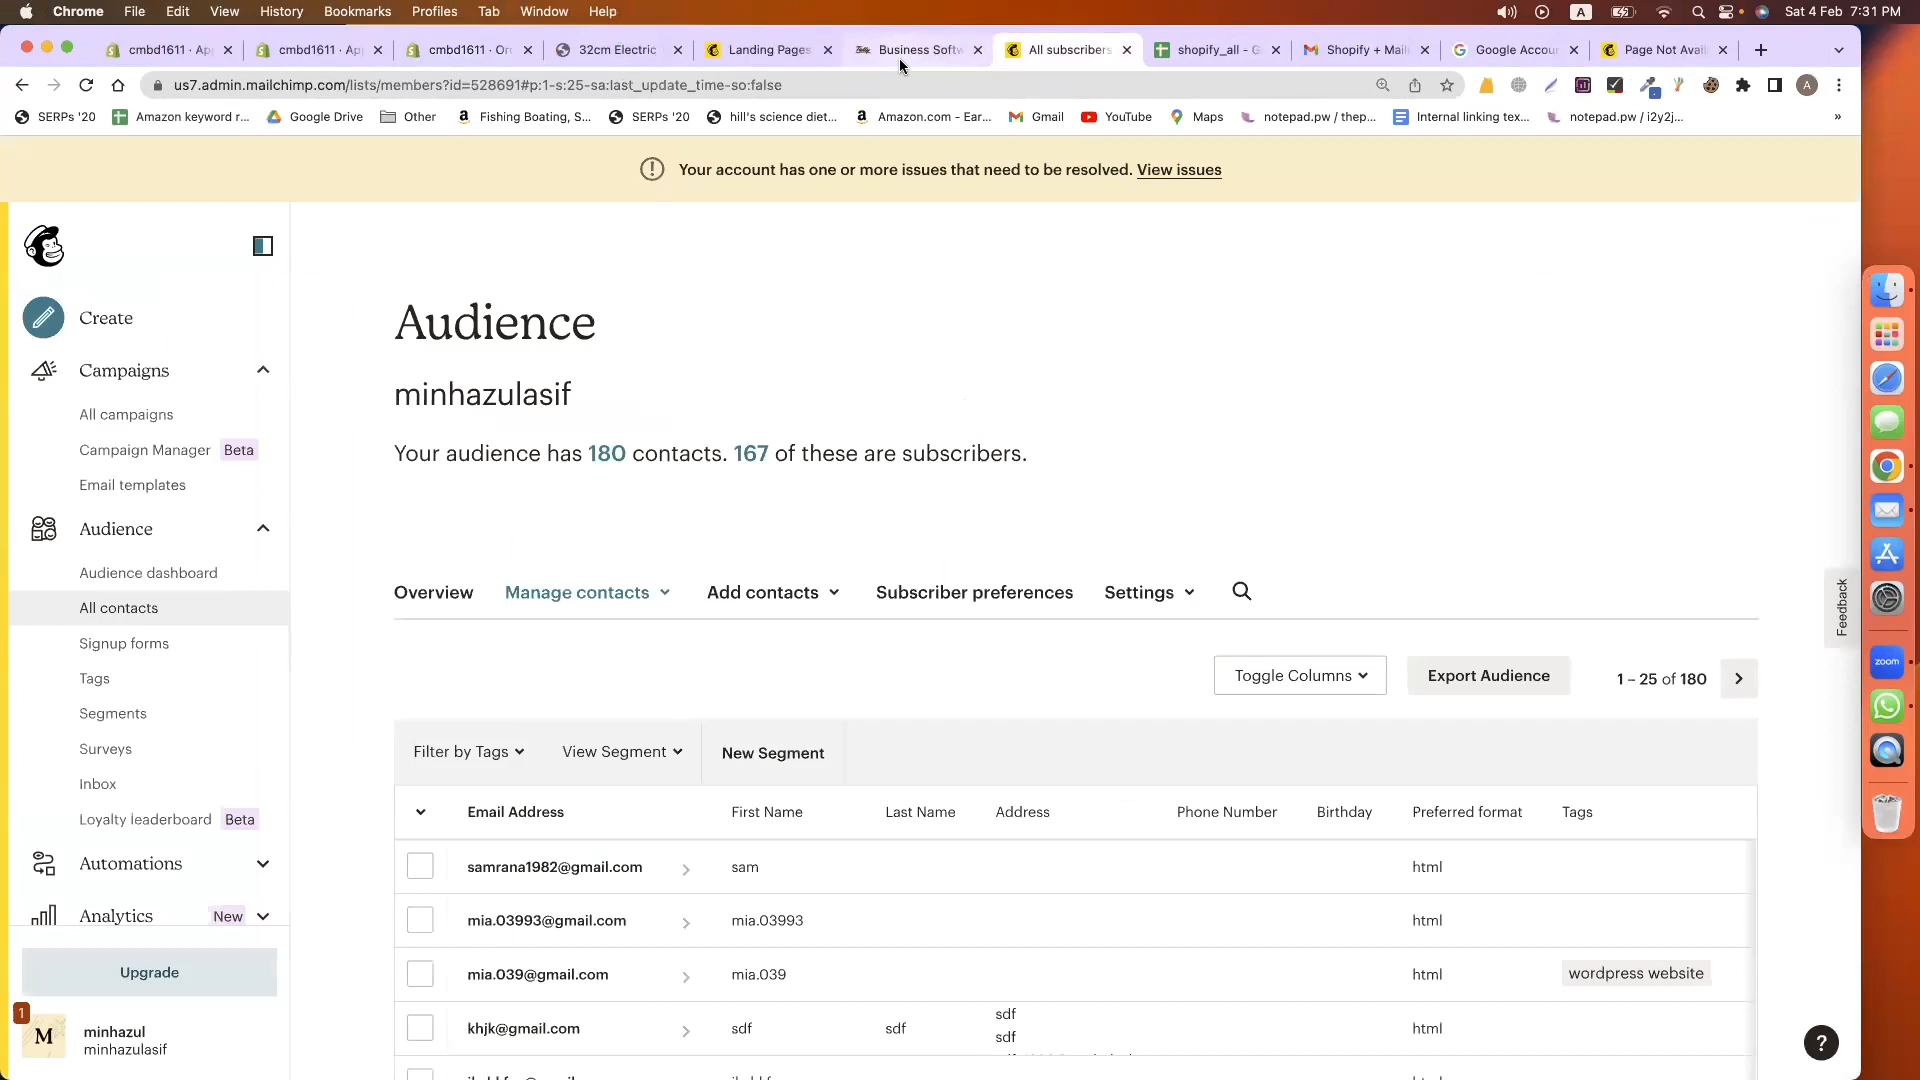 Chrome File Edit View History Bookmarks Profiles Tab Window Help A Sat 4 Feb 7:31 PM
cmbd1611 · Ap cmbd1611 · Ap cmbd1611 · Or 32cm Electric Landing Pages Business Softw All subscribers shopify_all - G Shopify + Mail Google Accou Page Not Avail
us7.admin.mailchimp.com/lists/members?id=528691#p:1-s:25-sa:last_update_time-so:false A
SERPs '20 Amazon keyword r... Google Drive Other Fishing Boating, S... SERPs '20 hill's science diet... Amazon.com - Ear... Gmail YouTube Maps notepad.pw / thep... Internal linking tex... notepad.pw / i2y2j... »
Your account has one or more issues that need to be resolved. View issues
Create
Campaigns
All campaigns
Campaign Manager Beta
Email templates
Audience
Audience dashboard
All contacts
Signup forms
Tags
Segments
Surveys
Inbox
Loyalty leaderboard Beta
Automations
Analytics New
Upgrade
1
M
minhazul
minhazulasif
Audience
minhazulasif
Your audience has 180 contacts. 167 of these are subscribers.
Overview Manage contacts Add contacts Subscriber preferences Settings
Toggle Columns Export Audience 1 – 25 of 180
Filter by Tags View Segment New Segment
Email Address First Name Last Name Address Phone Number Birthday Preferred format Tags
samrana1982@gmail.com sam html
mia.03993@gmail.com mia.03993 html
mia.039@gmail.com mia.039 html wordpress website
khjk@gmail.com sdf sdf sdf html
sdf
Feedback
zoom
?